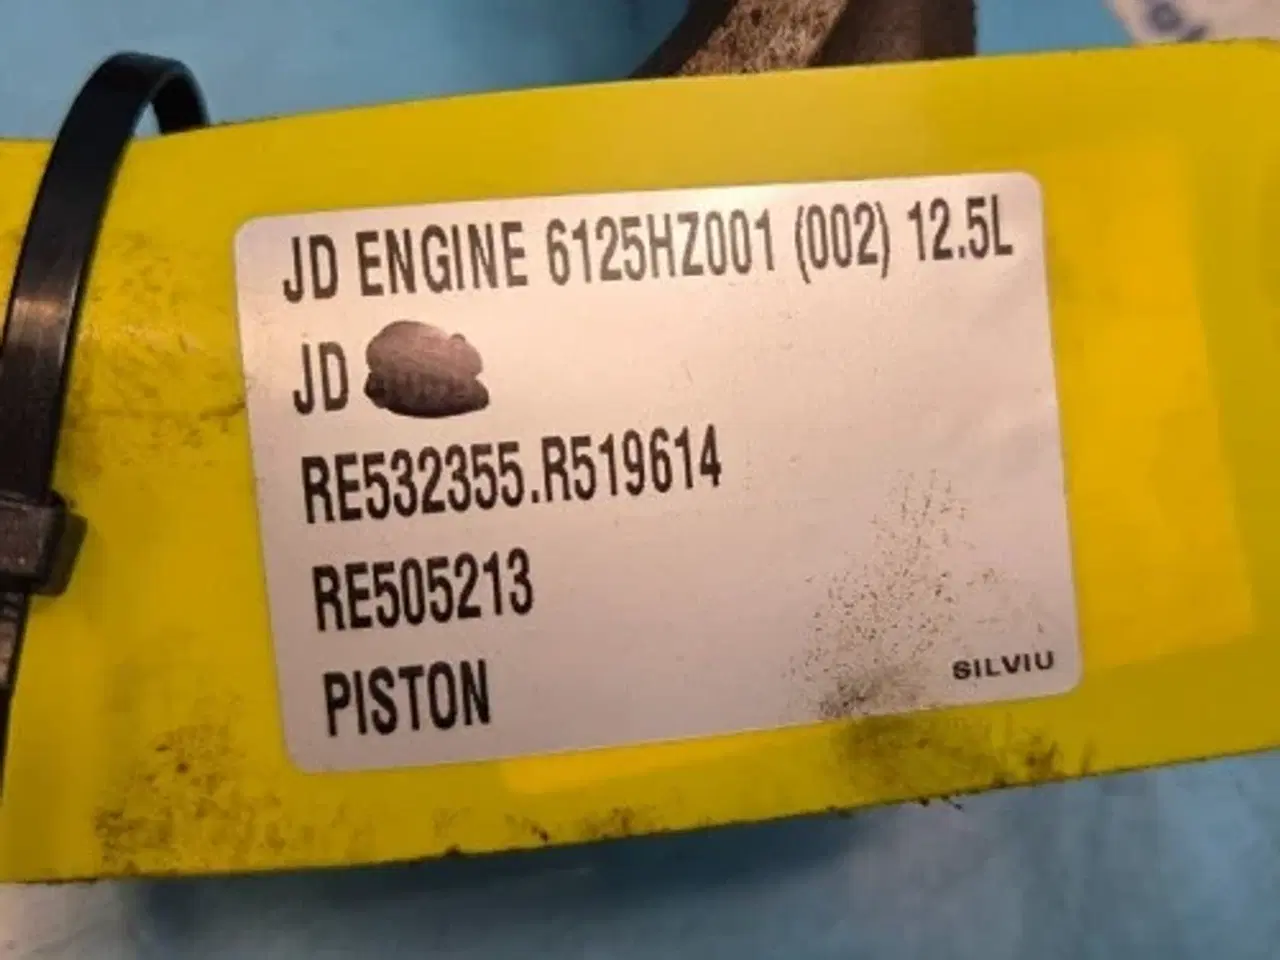 JD ENGINE 6125HZ001 (002) 12.5L
JD
RE532355.R519614
RE505213
PISTON
SILVIU